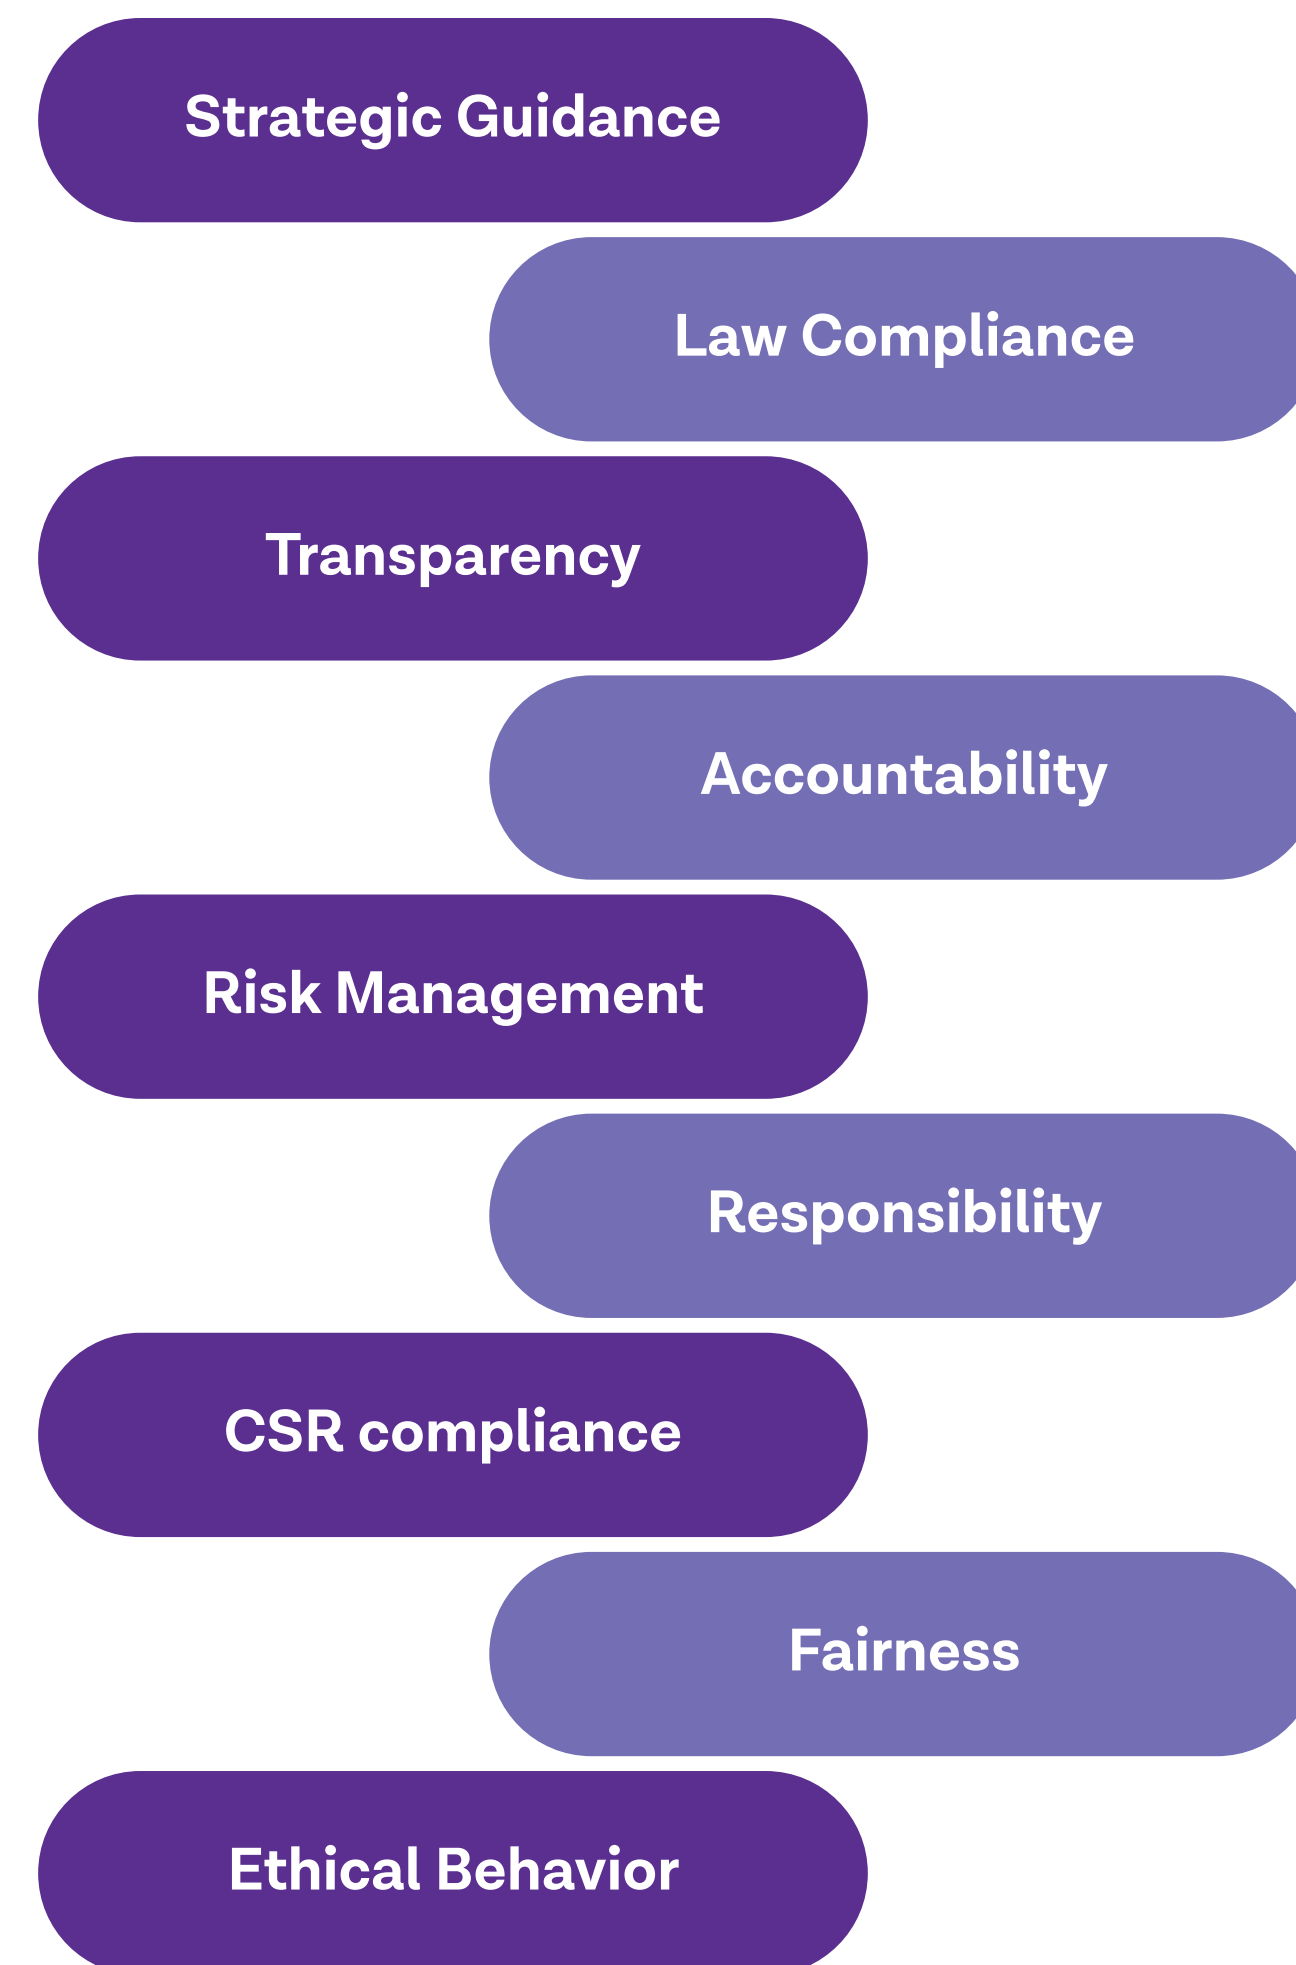 Strategic Guidance
Law Compliance
Transparency
Accountability
Risk Management
Responsibility
CSR compliance
Fairness
Ethical Behavior